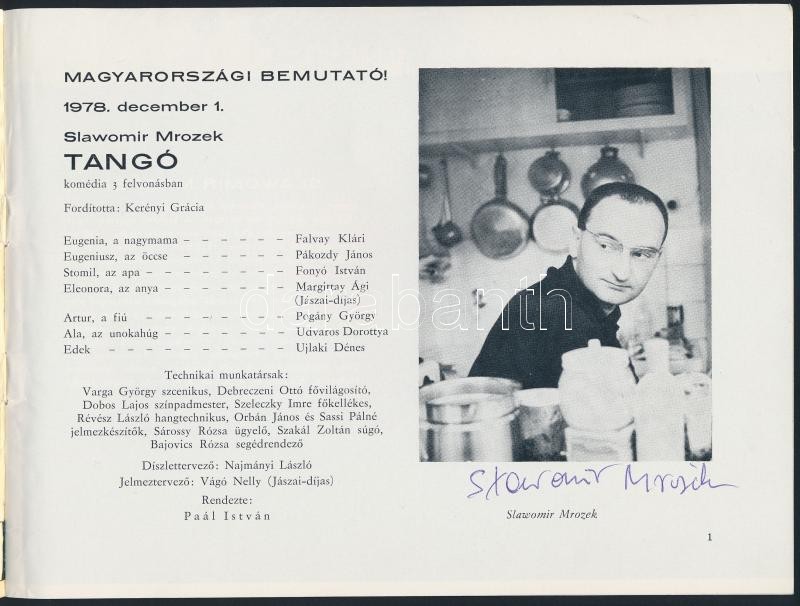 MAGYARORSZÁGI BEMUTATÓ!
1978. december 1.
Slawomir Mrozek
TANGÓ
komédia 3 felvonásban
Fordította: Kerényi Grácia
Eugenia, a nagymama – – – – – – Falvay Klári
Eugeniusz, az öccse – – – – – – Pákozdy János
Stomil, az apa – – – – – – – – Fonyó István
Eleonora, az anya – – – – – – – Margittay Ági
(Jászai-díjas)
Artur, a fiú – – – – – – – – Pogány György
Ala, az unokahúg – – – – – – – Udvaros Dorottya
Edek – – – – – – – – – – Ujlaki Dénes
Technikai munkatársak:
Varga György szcenikus, Debreczeni Ottó fővilágosító,
Dobos Lajos színpadmester, Szeleczky Imre főkellékes,
Révész László hangtechnikus, Orbán János és Sassi Pálné
jelmezkészítők, Sárossy Rózsa ügyelő, Szakál Zoltán súgó,
Bajovics Rózsa segédrendező
Díszlettervező: Najmányi László
Jelmeztervező: Vágó Nelly (Jászai-díjas)
Rendezte:
Paál István
Sławomir Mrożek
Slawomir Mrozek
1
darabanth